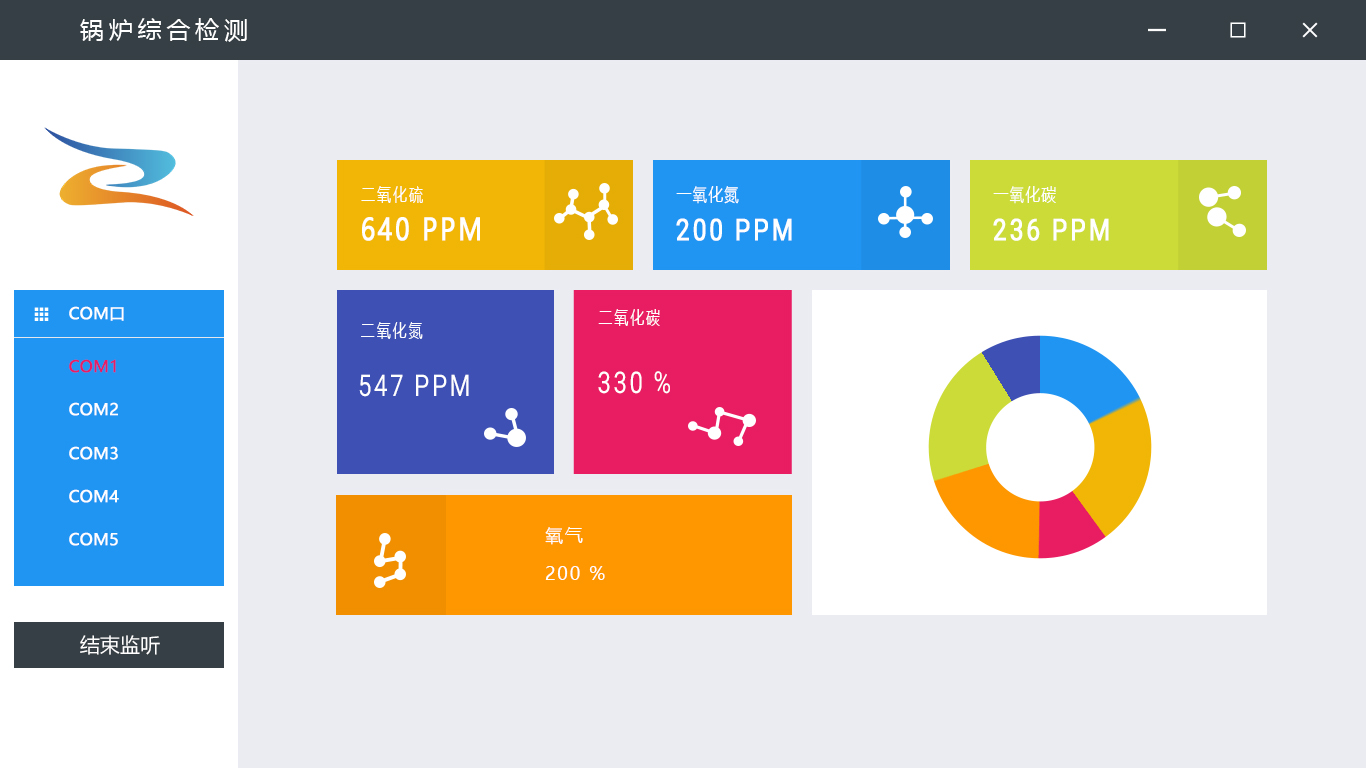 锅炉综合检测
COM口
COM1
COM2
COM3
COM4
COM5
结束监听
二氧化硫
640 PPM
一氧化氮
200 PPM
一氧化碳
236 PPM
二氧化氮
547 PPM
二氧化碳
330 %
氧气
200 %